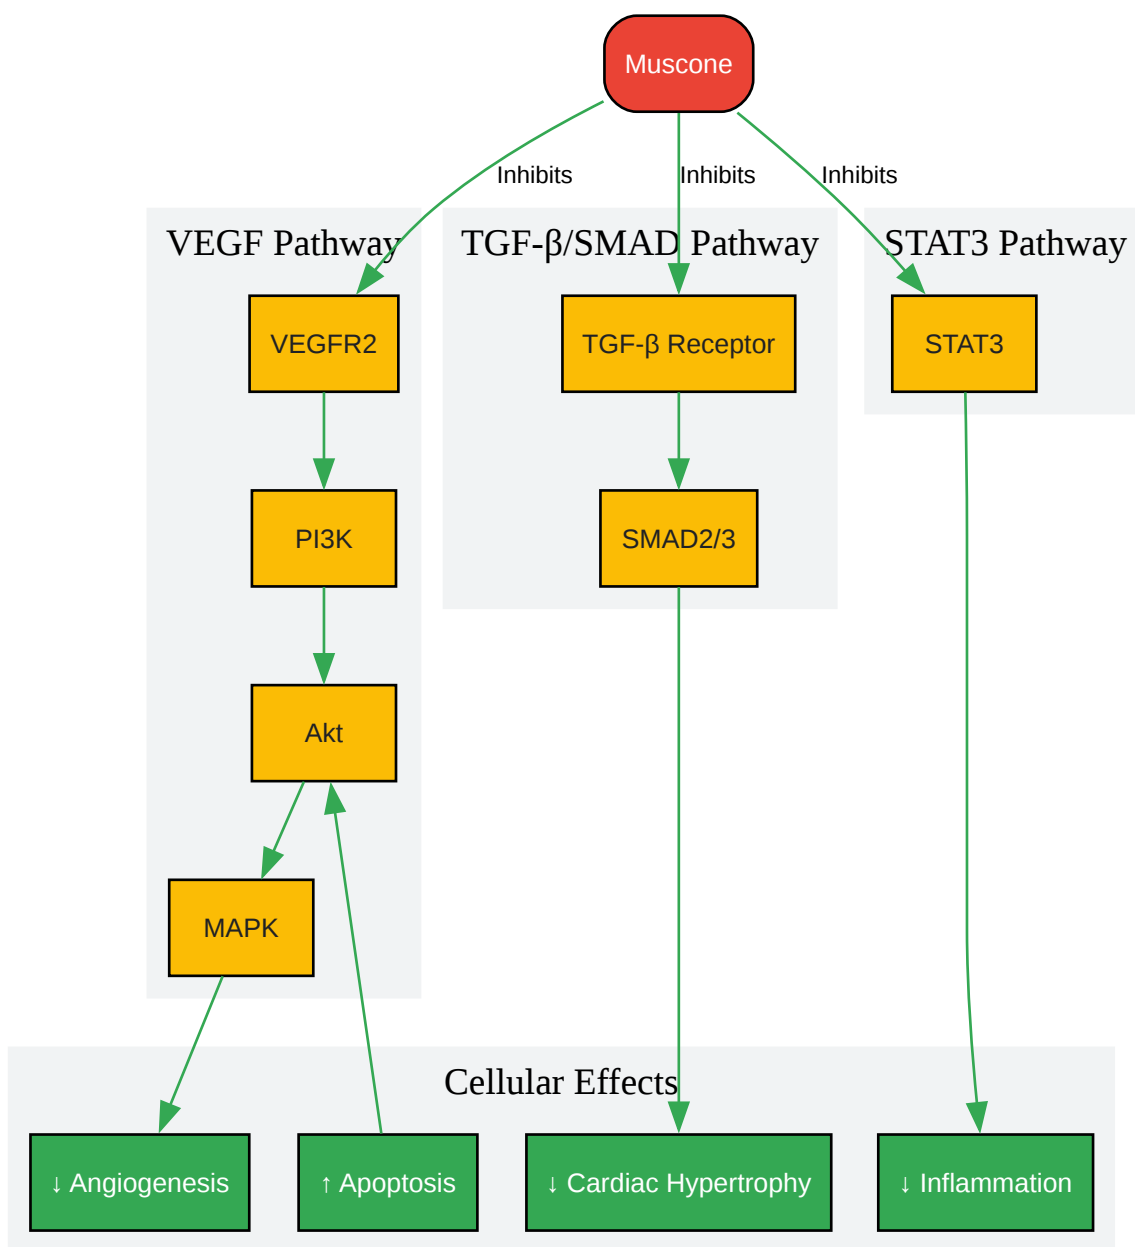 Muscone
Inhibits
Inhibits
Inhibits
VEGF Pathway
TGF-β/SMAD Pathway
STAT3 Pathway
VEGFR2
TGF-β Receptor
STAT3
PI3K
SMAD2/3
Akt
MAPK
Cellular Effects
↓ Angiogenesis
↑ Apoptosis
↓ Cardiac Hypertrophy
↓ Inflammation